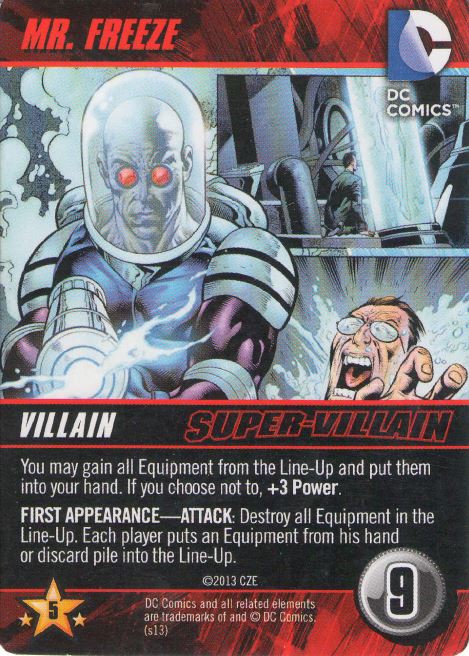 MR. FREEZE
DC
COMICS™
VILLAIN
SUPER-VILLAIN
You may gain all Equipment from the Line-Up and put them
into your hand. If you choose not to, +3 Power.
FIRST APPEARANCE—ATTACK: Destroy all Equipment in the
Line-Up. Each player puts an Equipment from his hand
or discard pile into the Line-Up.
©2013 CZE
5
DC Comics and all related elements
are trademarks of and © DC Comics.
(s13)
9